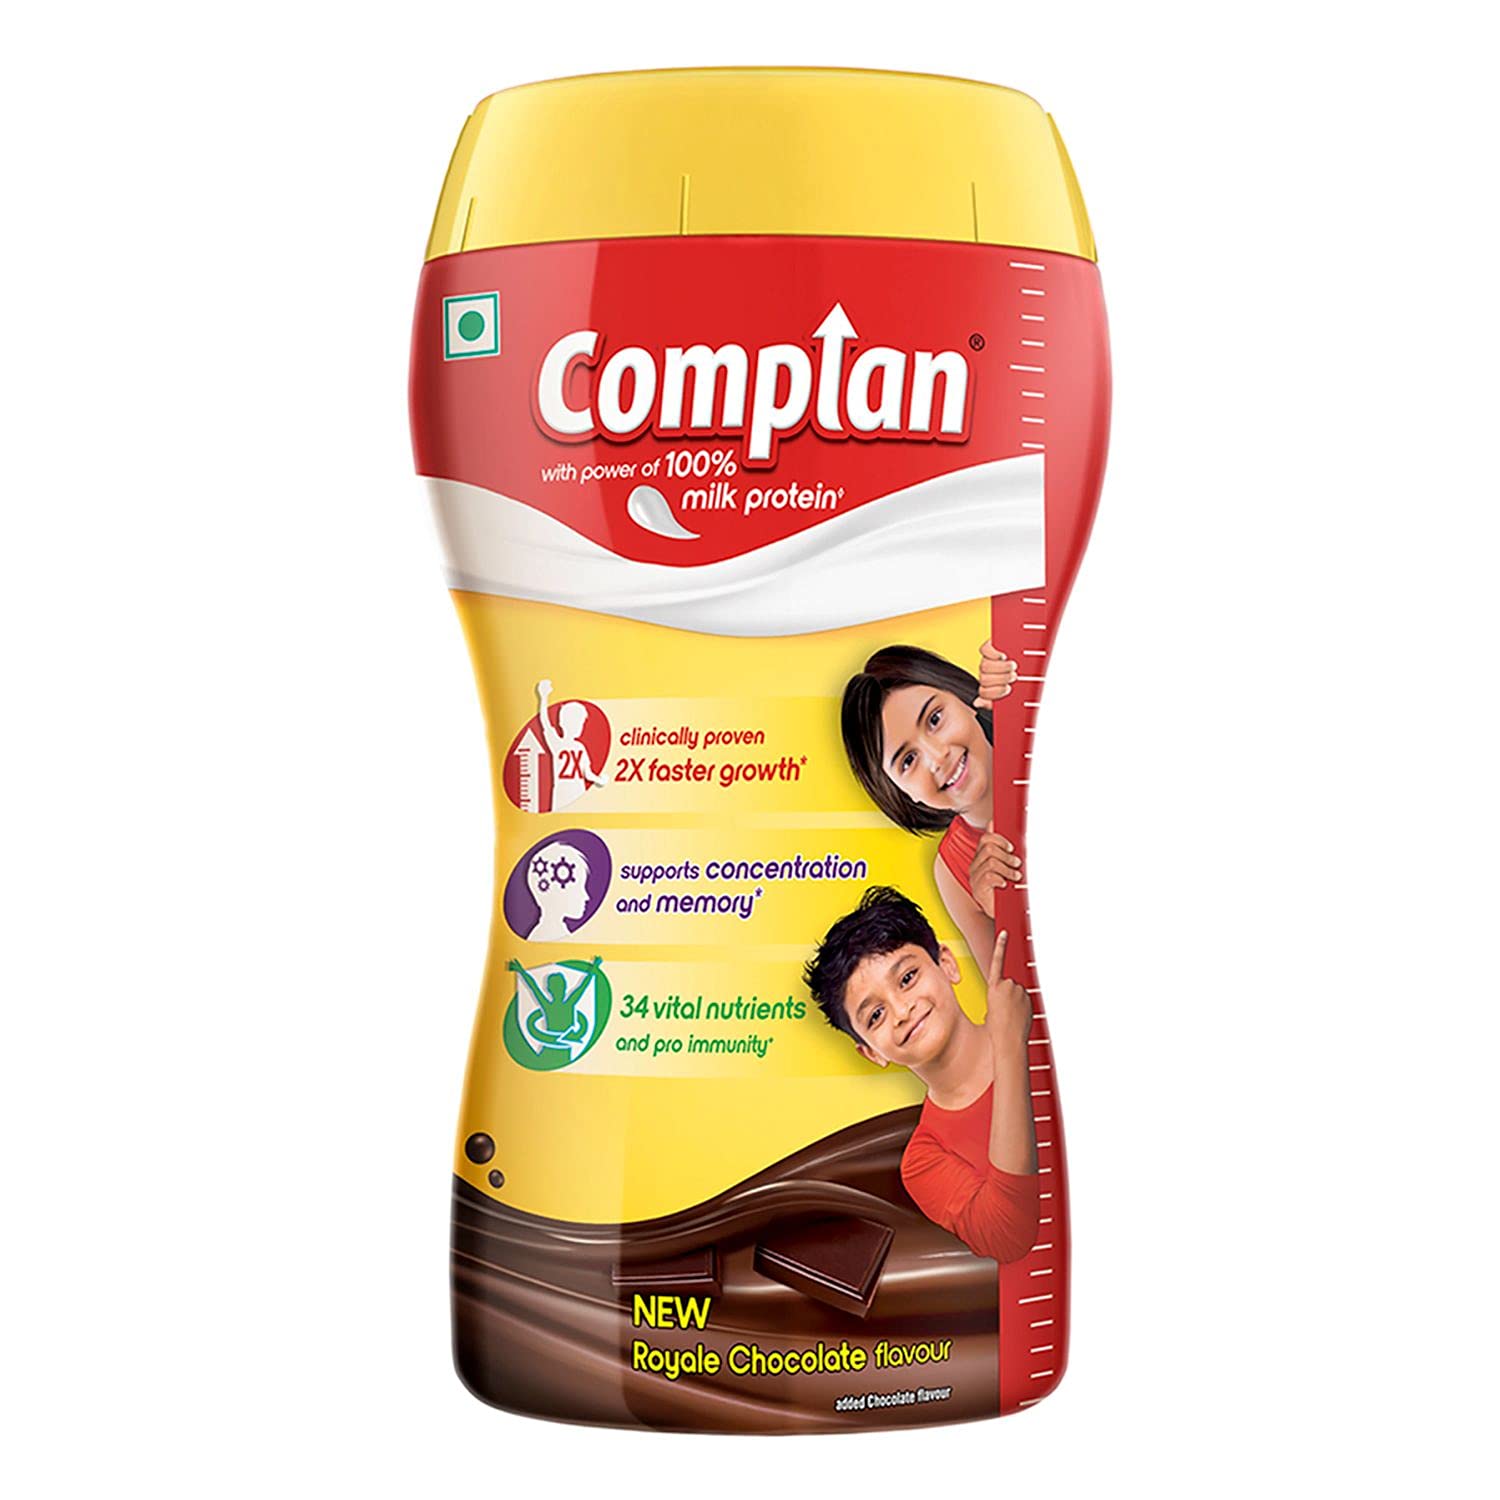 Complan®
with power of 100%
milk protein◊
2X
clinically proven
2X faster growth*
supports concentration
and memory*
34 vital nutrients
and pro immunity*
NEW
Royale Chocolate flavour
added Chocolate flavour